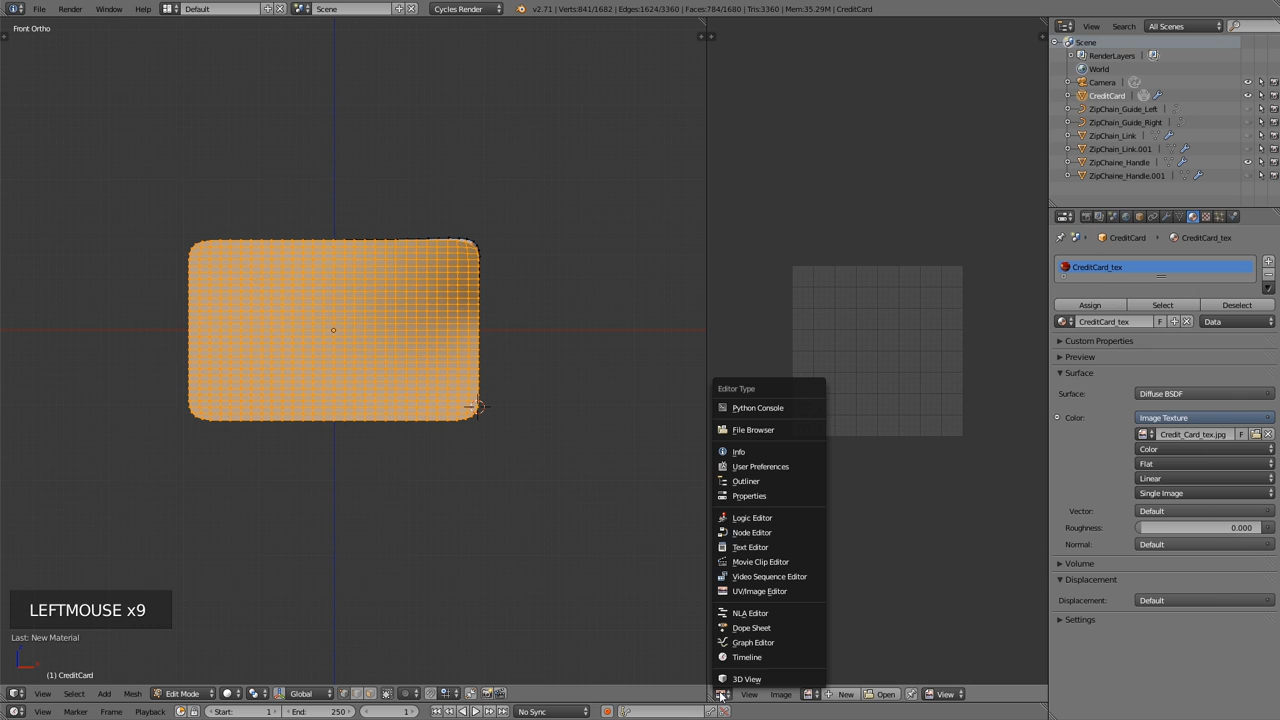 File Render Window Help Default Scene Cycles Render v2.71 | Verts:841/1682 | Edges:1624/3360 | Faces:784/1680 | Tris:3360 | Mem:35.29M | CreditCard
Front Ortho
View Search All Scenes
Scene
RenderLayers
World
Camera
CreditCard
ZipChain_Guide_Left
ZipChain_Guide_Right
ZipChain_Link
ZipChain_Link.001
ZipChaine_Handle
ZipChaine_Handle.001
CreditCard CreditCard_tex
CreditCard_tex
Assign Select Deselect
CreditCard_tex F Data
Custom Properties
Preview
Surface
Surface: Diffuse BSDF
Color: Image Texture
Credit_Card_tex.jpg F
Color
Flat
Linear
Single Image
Vector: Default
Roughness: 0.000
Normal: Default
Volume
Displacement
Displacement: Default
Settings
Editor Type
Python Console
File Browser
Info
User Preferences
Outliner
Properties
Logic Editor
Node Editor
Text Editor
Movie Clip Editor
Video Sequence Editor
UV/Image Editor
NLA Editor
Dope Sheet
Graph Editor
Timeline
3D View
LEFTMOUSE x9
Last: New Material
(1) CreditCard
View Select Add Mesh Edit Mode Global
View Image New Open View
View Marker Frame Playback Start: 1 End: 250 1 No Sync